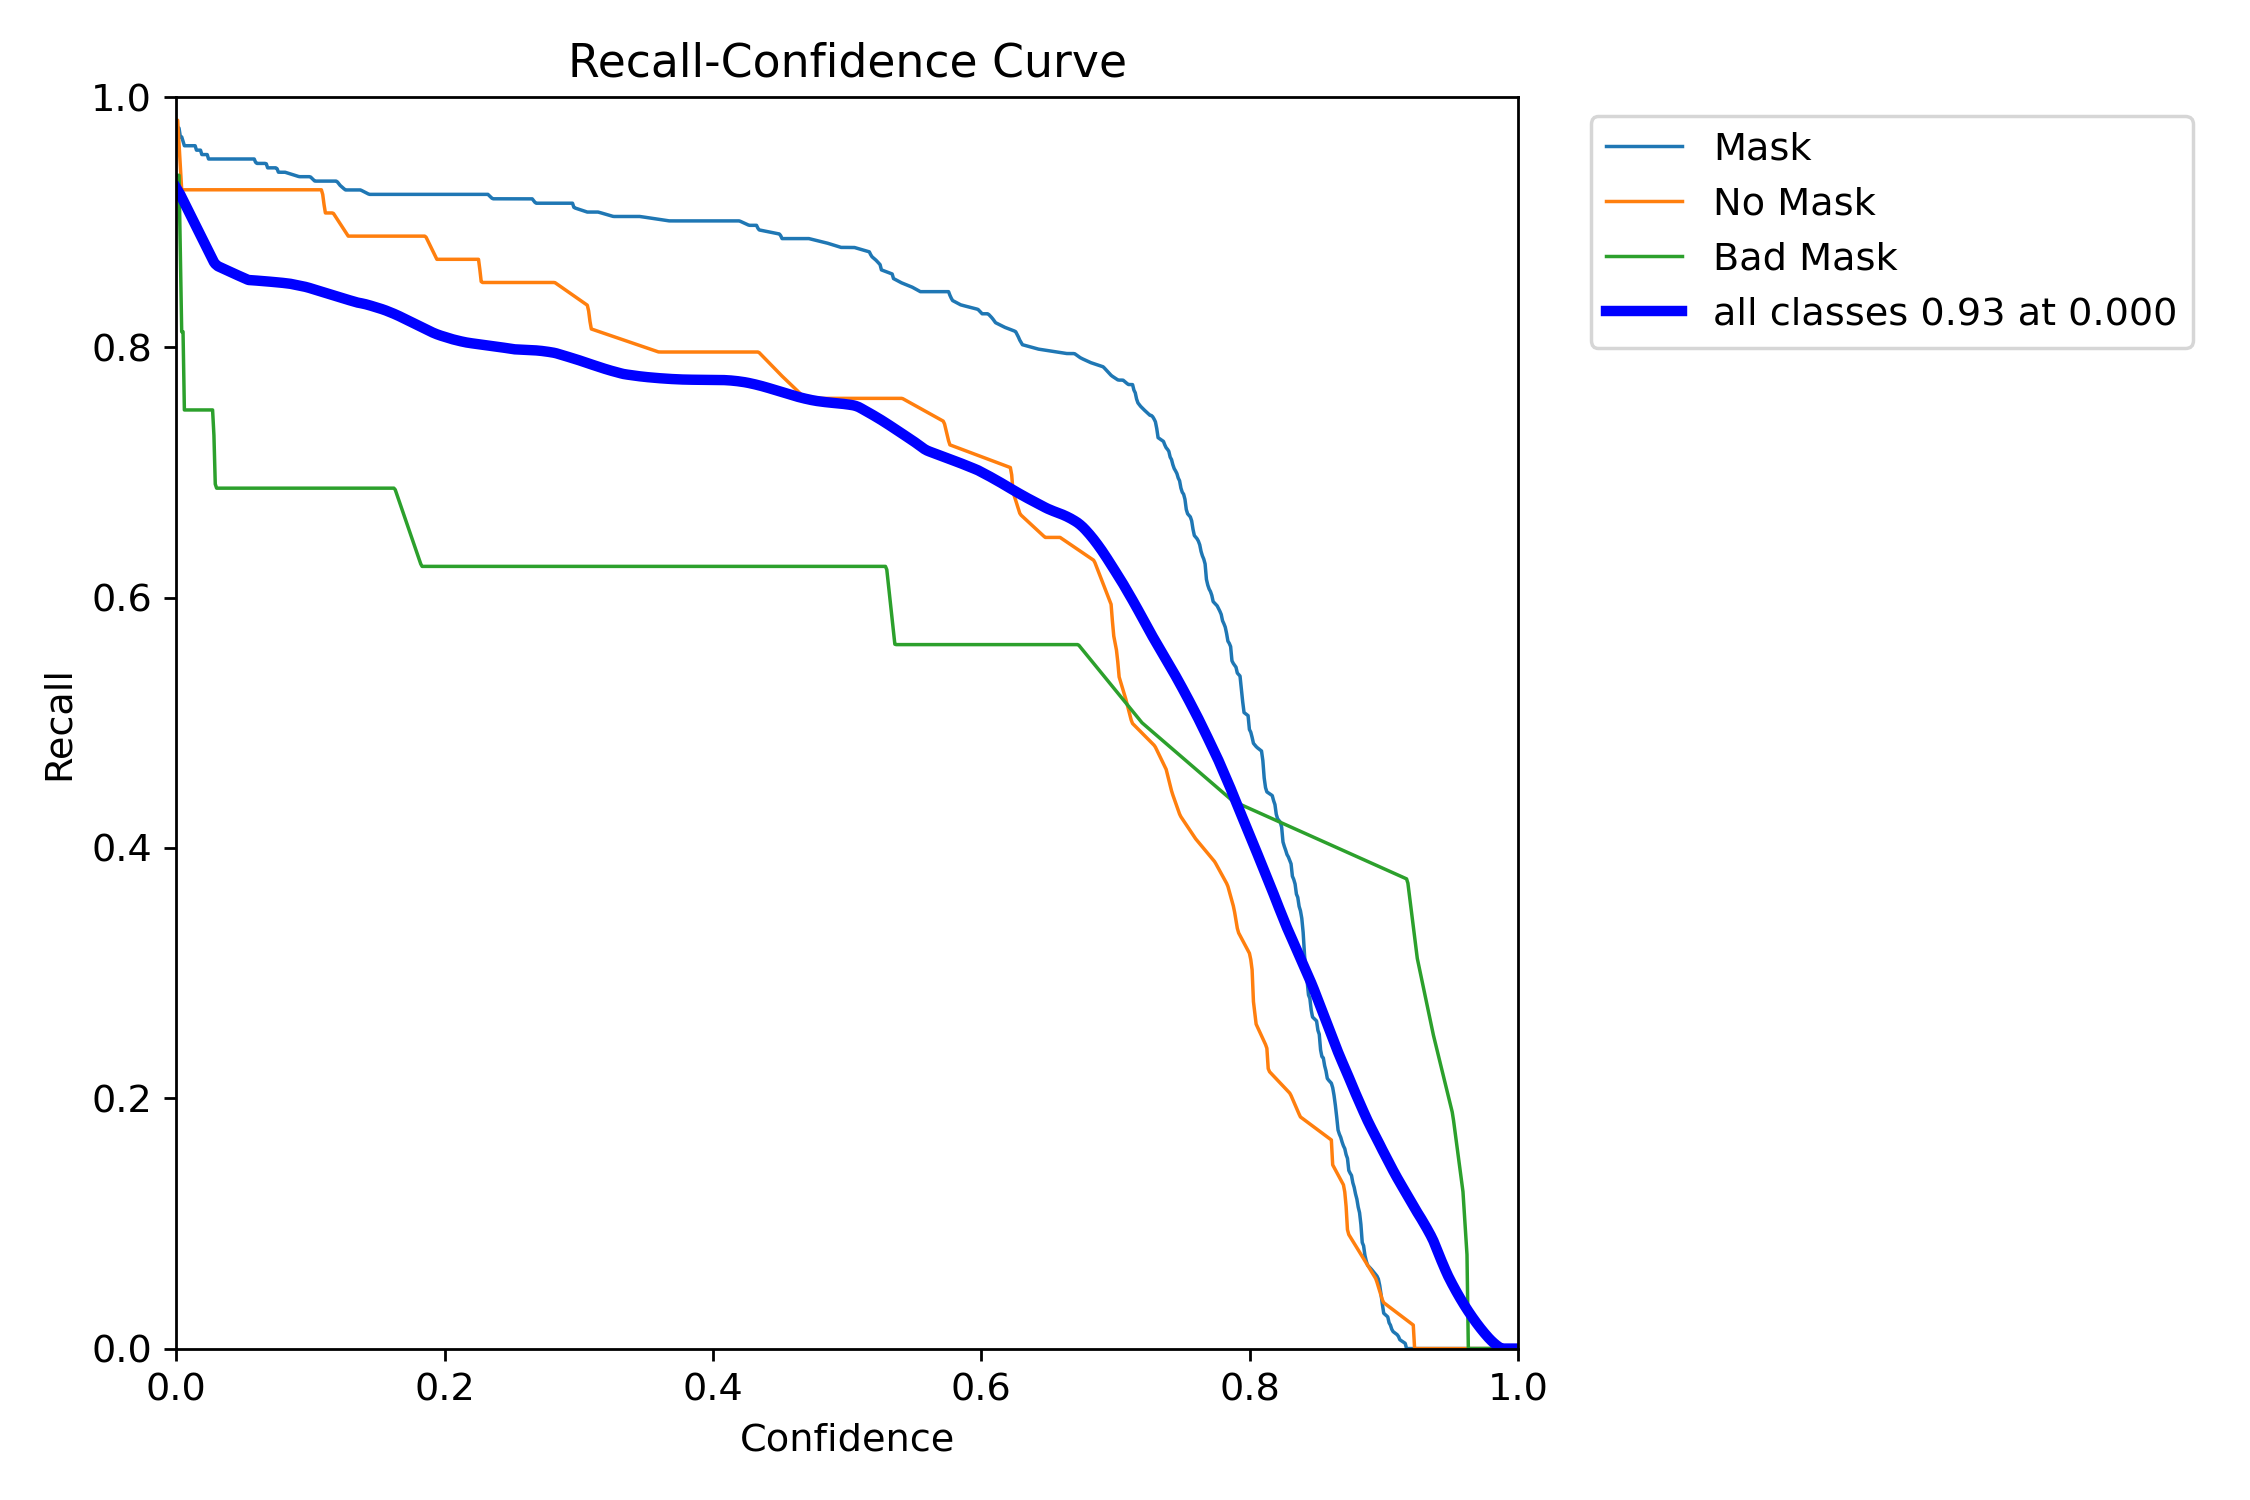 Recall-Confidence Curve
1.0
0.8
0.6
0.4
0.2
0.0
Recall
0.0 0.2 0.4 0.6 0.8 1.0
Confidence
Mask
No Mask
Bad Mask
all classes 0.93 at 0.000